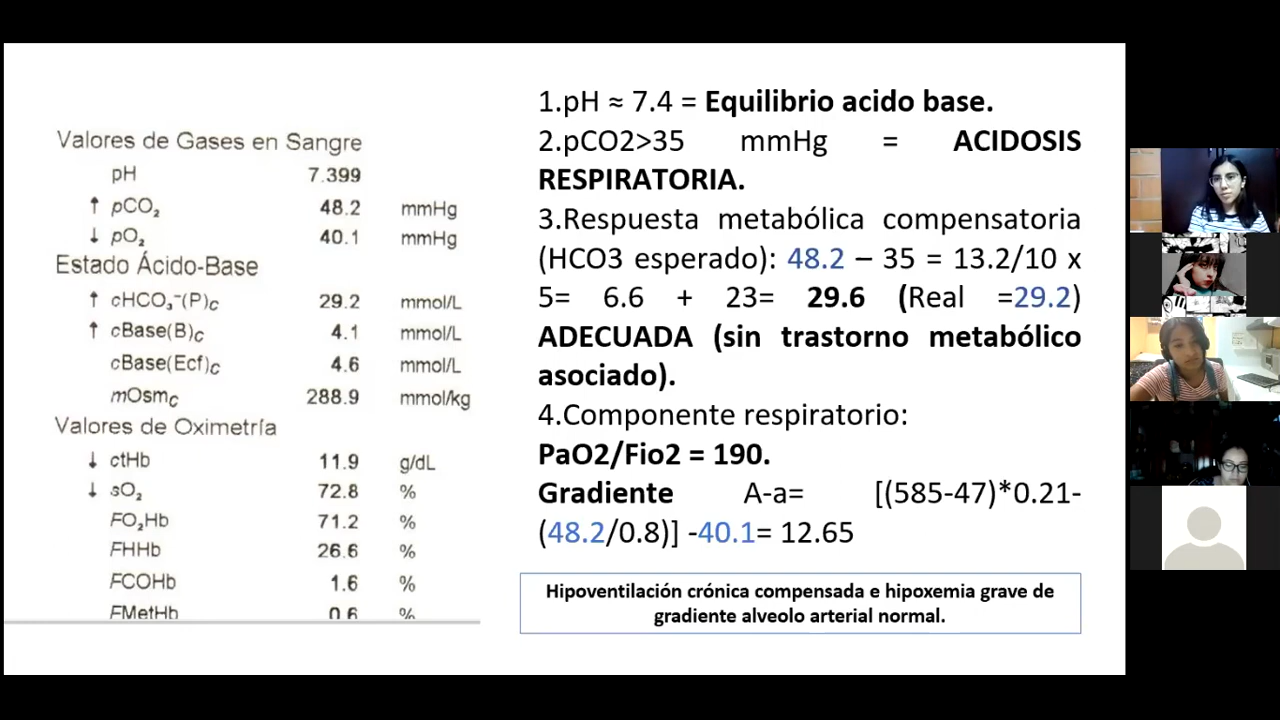 Valores de Gases en Sangre
pH 7.399
↑ pCO₂ 48.2 mmHg
↓ pO₂ 40.1 mmHg
Estado Ácido-Base
↑ cHCO₃⁻(P)c 29.2 mmol/L
↑ cBase(B)c 4.1 mmol/L
cBase(Ecf)c 4.6 mmol/L
mOsmc 288.9 mmol/kg
Valores de Oximetría
↓ ctHb 11.9 g/dL
↓ sO₂ 72.8 %
FO₂Hb 71.2 %
FHHb 26.6 %
FCOHb 1.6 %
FMetHb 0.6 %
1.pH ≈ 7.4 = Equilibrio acido base.
2.pCO2>35 mmHg = ACIDOSIS
RESPIRATORIA.
3.Respuesta metabólica compensatoria
(HCO3 esperado): 48.2 – 35 = 13.2/10 x
5= 6.6 + 23= 29.6 (Real =29.2)
ADECUADA (sin trastorno metabólico
asociado).
4.Componente respiratorio:
PaO2/Fio2 = 190.
Gradiente A-a= [(585-47)*0.21-
(48.2/0.8)] -40.1= 12.65
Hipoventilación crónica compensada e hipoxemia grave de
gradiente alveolo arterial normal.